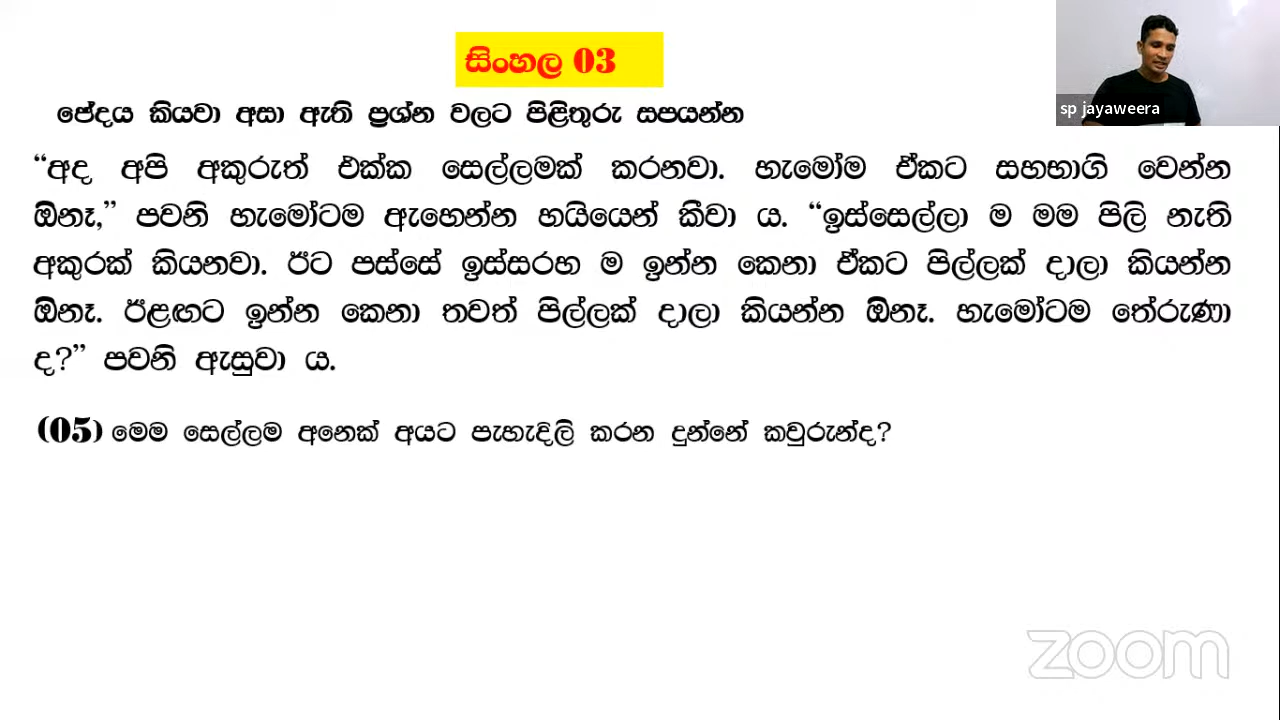 සිංහල 03
sp jayaweera
ජේදය කියවා අසා ඇති ප්‍රශ්න වලට පිළිතුරු සපයන්න
“අද අපි අකුරුත් එක්ක සෙල්ලමක් කරනවා. හැමෝම ඒකට සහභාගි වෙන්න
ඕනෑ,” පවනි හැමෝටම ඇහෙන්න හයියෙන් කීවා ය. “ඉස්සෙල්ලා ම මම පිලි නැති
අකුරක් කියනවා. ඊට පස්සේ ඉස්සරහ ම ඉන්න කෙනා ඒකට පිල්ලක් දාලා කියන්න
ඕනෑ. ඊළඟට ඉන්න කෙනා තවත් පිල්ලක් දාලා කියන්න ඕනෑ. හැමෝටම තේරුණා
ද?” පවනි ඇසුවා ය.
(05) මෙම සෙල්ලම අනෙක් අයට පැහැදිලි කරන දුන්නේ කවුරුන්ද?
zoom